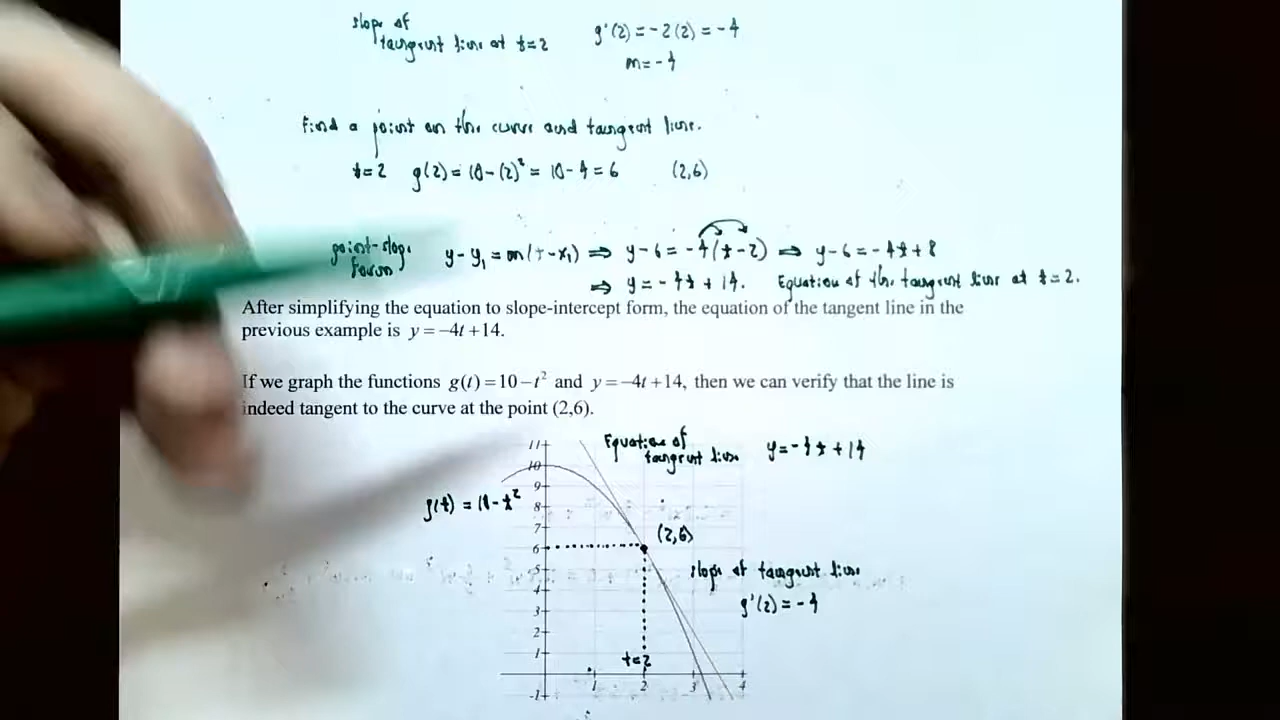 slope of
tangent line at t=2 g'(2) = -2(2) = -4
m = -4
Find a point on the curve and tangent line.
t=2 g(2) = 10-(2)² = 10-4 = 6 (2,6)
point-slope y-y₁ = m(t-x₁) ⇒ y-6 = -4(t-2) ⇒ y-6 = -4t+8
form ⇒ y = -4t+14. Equation of the tangent line at t=2.
After simplifying the equation to slope-intercept form, the equation of the tangent line in the
previous example is y = −4t + 14.
If we graph the functions g(t) = 10 − t² and y = −4t + 14, then we can verify that the line is
indeed tangent to the curve at the point (2,6).
Equation of
tangent line y = -4t+14
g(t) = 10-t²
11
10
9
8
7
6
5
4
3
2
1
-1
(2,6)
slope of tangent line
g'(2) = -4
t=2
1 2 3 4